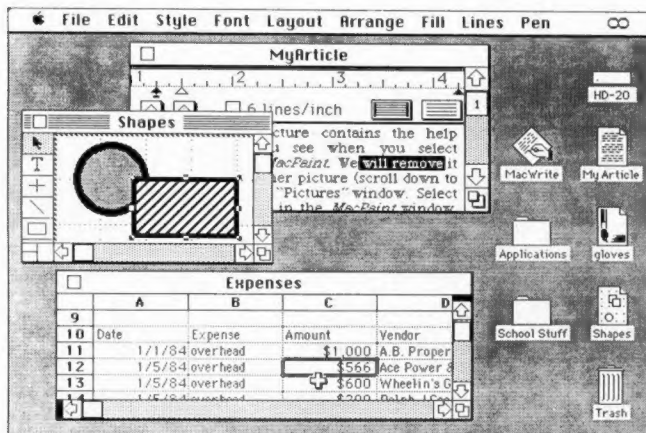 File Edit Style Font Layout Arrange Fill Lines Pen
MyArticle
1 2 3 4
6 lines/inch
1
Shapes
T
cture contains the help
see when you select
MacPaint. We will remove it
er picture (scroll down to
"Pictures" window. Select
in the MacPaint window.
HD-20
MacWrite
My Article
Applications
gloves
School Stuff
Shapes
Trash
Expenses
A B C D
9
10 Date Expense Amount Vendor
11 1/1/84 overhead $1,000 A.B. Proper
12 1/5/84 overhead $566 Ace Power &
13 1/5/84 overhead $600 Wheelin's G